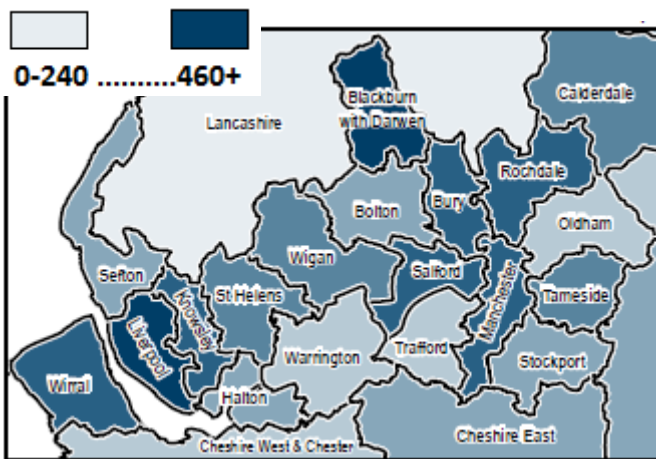 0-240 ..........460+
Calderdale
Blackburn
with Darwen
Lancashire
Rochdale
Bolton
Bury
Oldham
Wigan
Salford
Sefton
St Helens
Knowsley
Manchester
Tameside
Liverpool
Warrington
Trafford
Stockport
Wirral
Halton
Cheshire West & Chester
Cheshire East